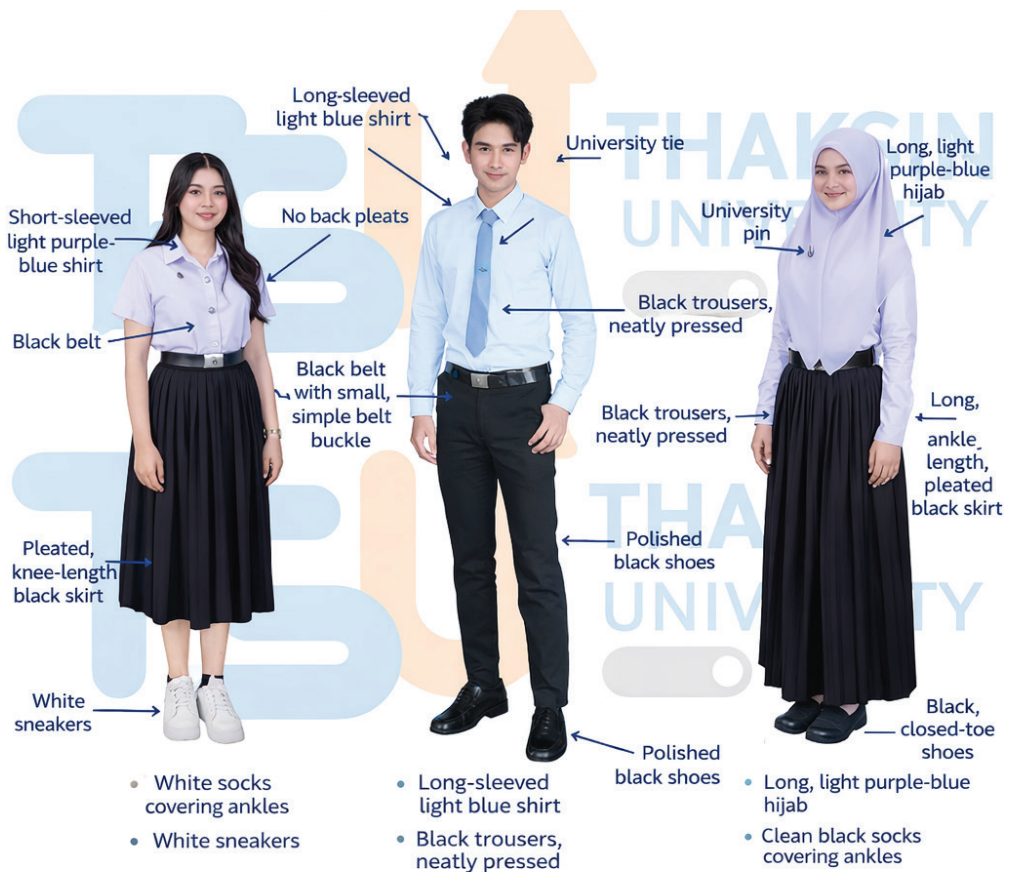 THAKSIN
UNIVERSITY
TSU
Short-sleeved
light purple-
blue shirt
No back pleats
Black belt
Pleated,
knee-length
black skirt
White
sneakers
• White socks
covering ankles
• White sneakers
Long-sleeved
light blue shirt
University tie
Black trousers,
neatly pressed
Black belt
with small,
simple belt
buckle
Polished
black shoes
Polished
black shoes
• Long-sleeved
light blue shirt
• Black trousers,
neatly pressed
Long, light
purple-blue
hijab
University
pin
Black trousers,
neatly pressed
Long,
ankle
length,
pleated
black skirt
Black,
closed-toe
shoes
• Long, light purple-blue
hijab
• Clean black socks
covering ankles
TSU
THA
UNIVERSITY